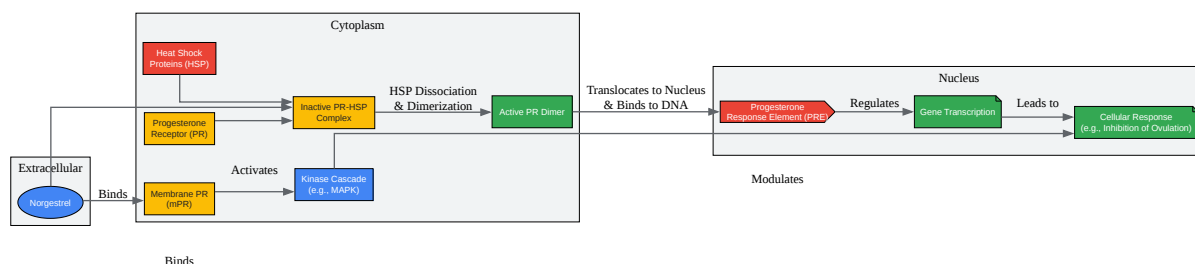 Cytoplasm
Heat Shock
Proteins (HSP)
Inactive PR-HSP
Complex
Progesterone
Receptor (PR)
HSP Dissociation
& Dimerization
Active PR Dimer
Translocates to Nucleus
& Binds to DNA
Nucleus
Progesterone
Response Element (PRE)
Regulates
Gene Transcription
Leads to
Cellular Response
(e.g., Inhibition of Ovulation)
Extracellular
Norgestrel
Binds
Membrane PR
(mPR)
Activates
Kinase Cascade
(e.g., MAPK)
Modulates
Binds